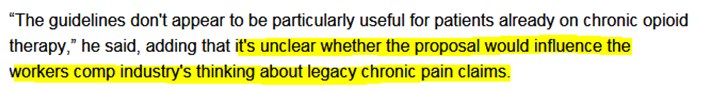 “The guidelines don't appear to be particularly useful for patients already on chronic opioid
therapy,” he said, adding that it's unclear whether the proposal would influence the
workers comp industry's thinking about legacy chronic pain claims.